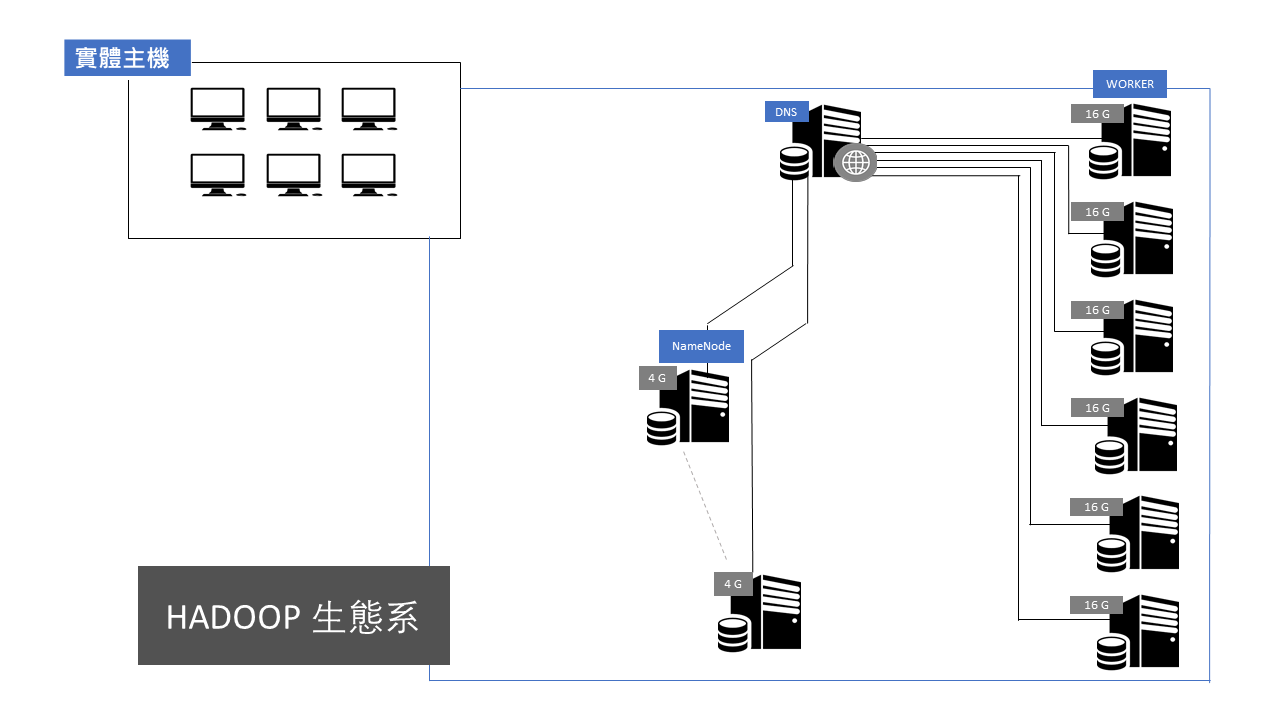 實體主機
WORKER
DNS
16 G
16 G
16 G
NameNode
4 G
16 G
16 G
4 G
16 G
HADOOP 生態系